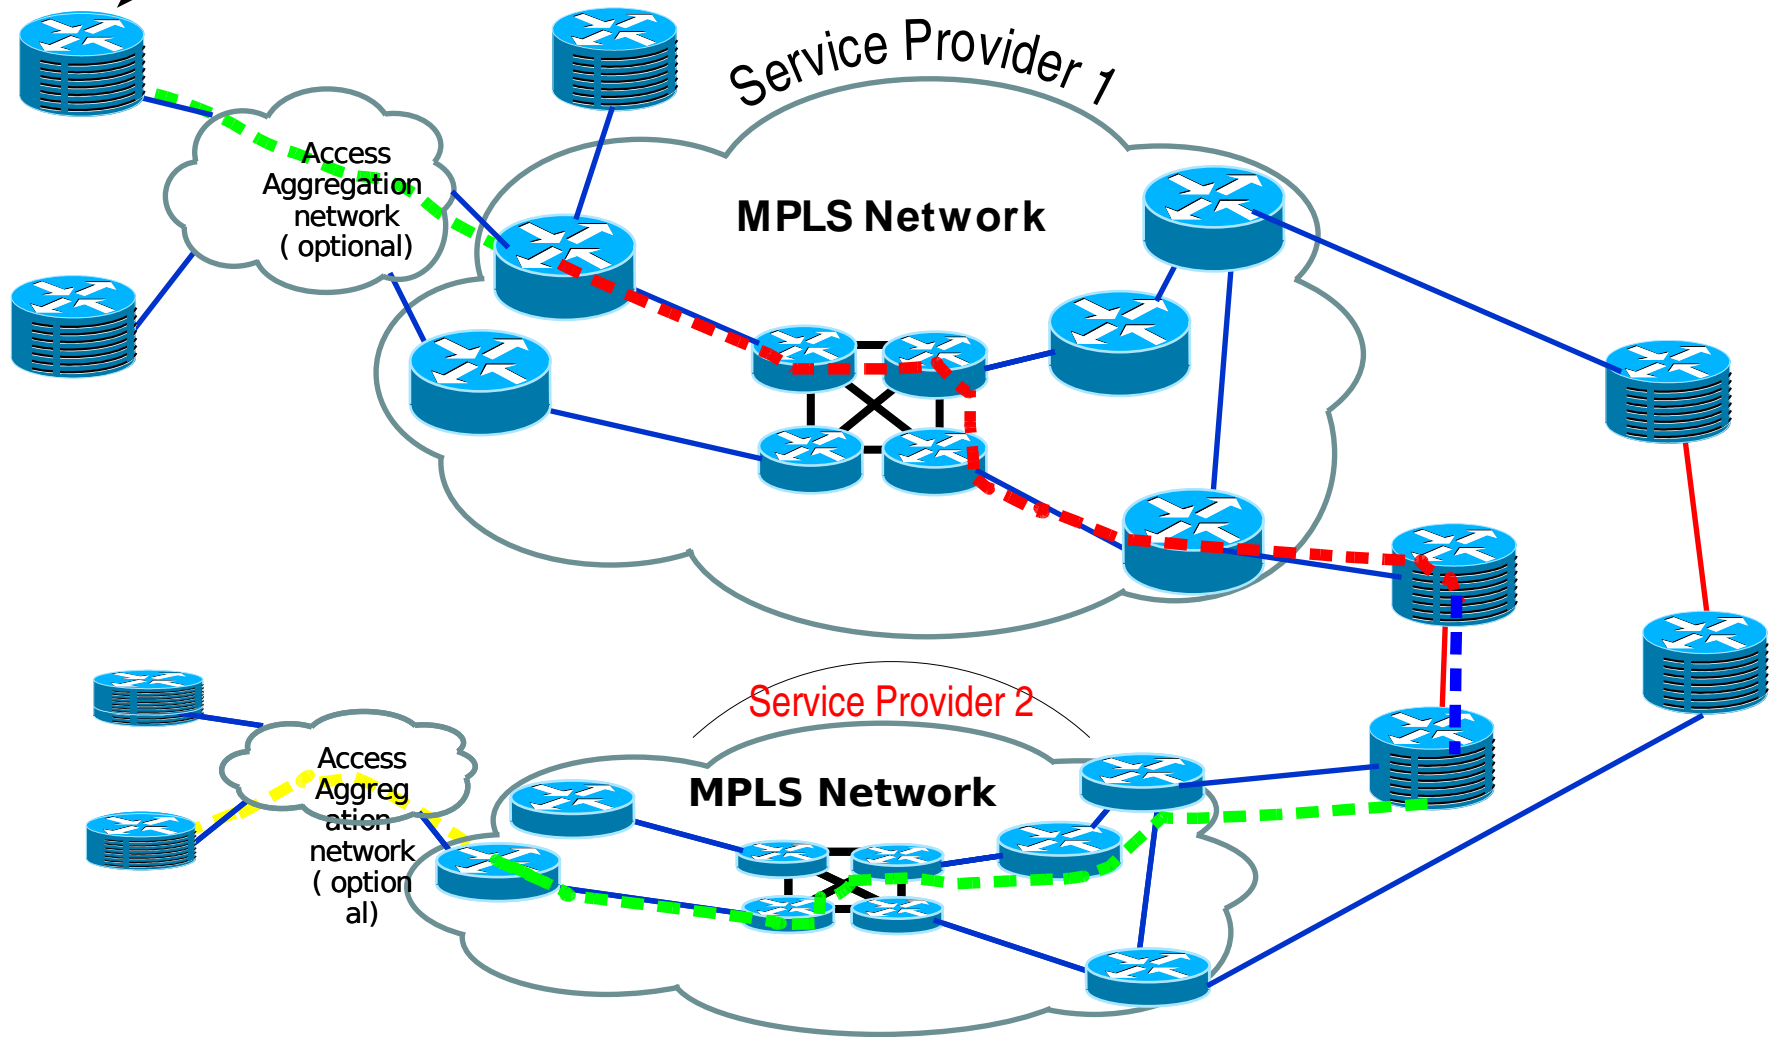 Service Provider 1
Access
Aggregation
network
( optional)
MPLS Network
Service Provider 2
MPLS Network
Access
Aggreg
ation
network
( option
al)